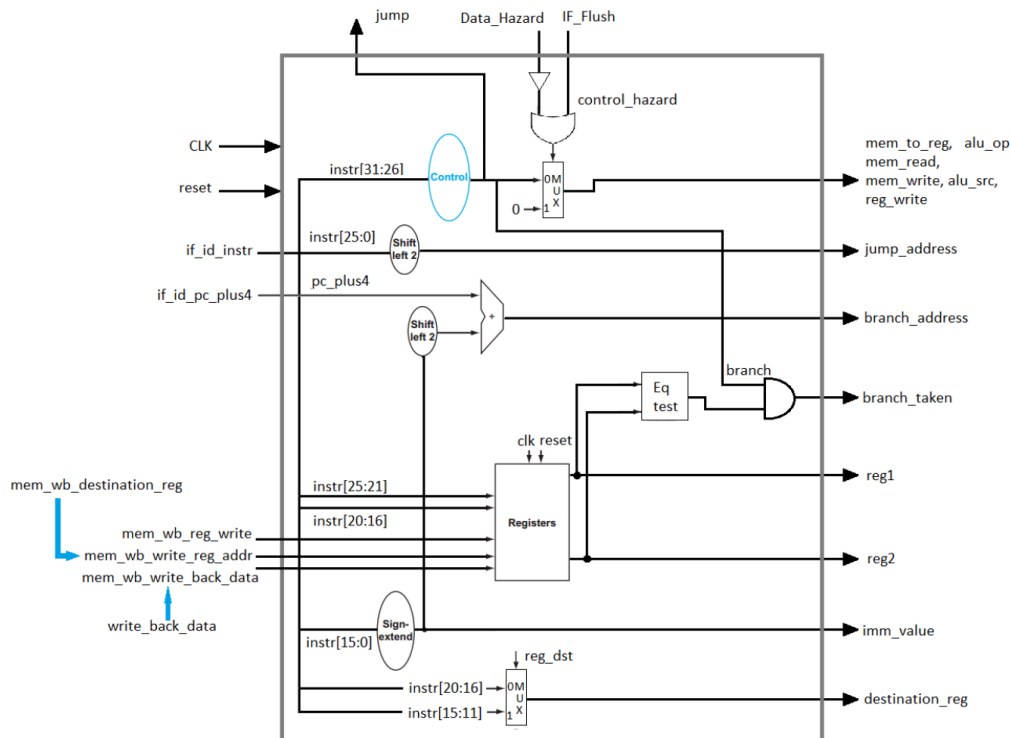 jump
Data_Hazard
IF_Flush
control_hazard
CLK
reset
instr[31:26]
Control
0 M
U
1 X
0
mem_to_reg, alu_op
mem_read,
mem_write, alu_src,
reg_write
if_id_instr
instr[25:0]
Shift
left 2
jump_address
if_id_pc_plus4
pc_plus4
Shift
left 2
+
branch_address
branch
Eq
test
branch_taken
clk reset
mem_wb_destination_reg
instr[25:21]
reg1
instr[20:16]
Registers
mem_wb_reg_write
mem_wb_write_reg_addr
reg2
mem_wb_write_back_data
write_back_data
Sign-
extend
instr[15:0]
imm_value
reg_dst
instr[20:16]
0 M
U
1 X
instr[15:11]
destination_reg